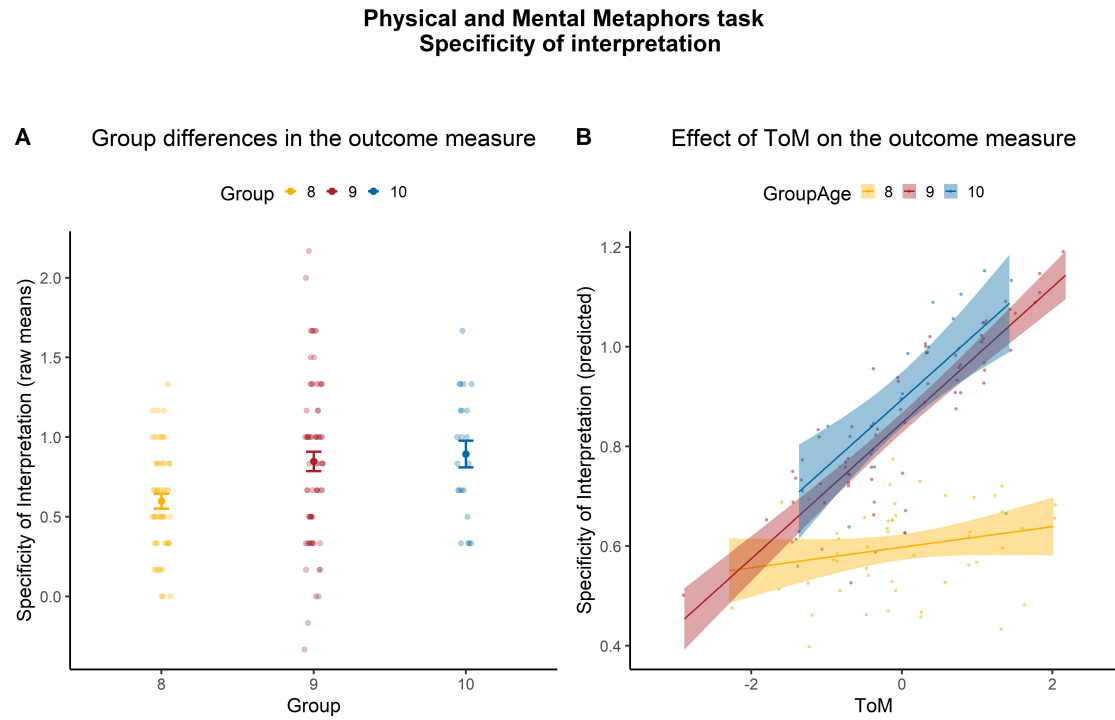 Physical and Mental Metaphors task
Specificity of interpretation
A
Group differences in the outcome measure
Group 8 9 10
Specificity of Interpretation (raw means)
2.0
1.5
1.0
0.5
0.0
8 9 10
Group
B
Effect of ToM on the outcome measure
GroupAge 8 9 10
Specificity of Interpretation (predicted)
1.2
1.0
0.8
0.6
0.4
-2 0 2
ToM